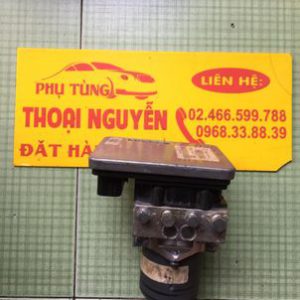 PHỤ TÙNG
THOẠI NGUYỄN
ĐẶT HÀ
LIÊN HỆ:
02.466.599.788
0968.33.88.39